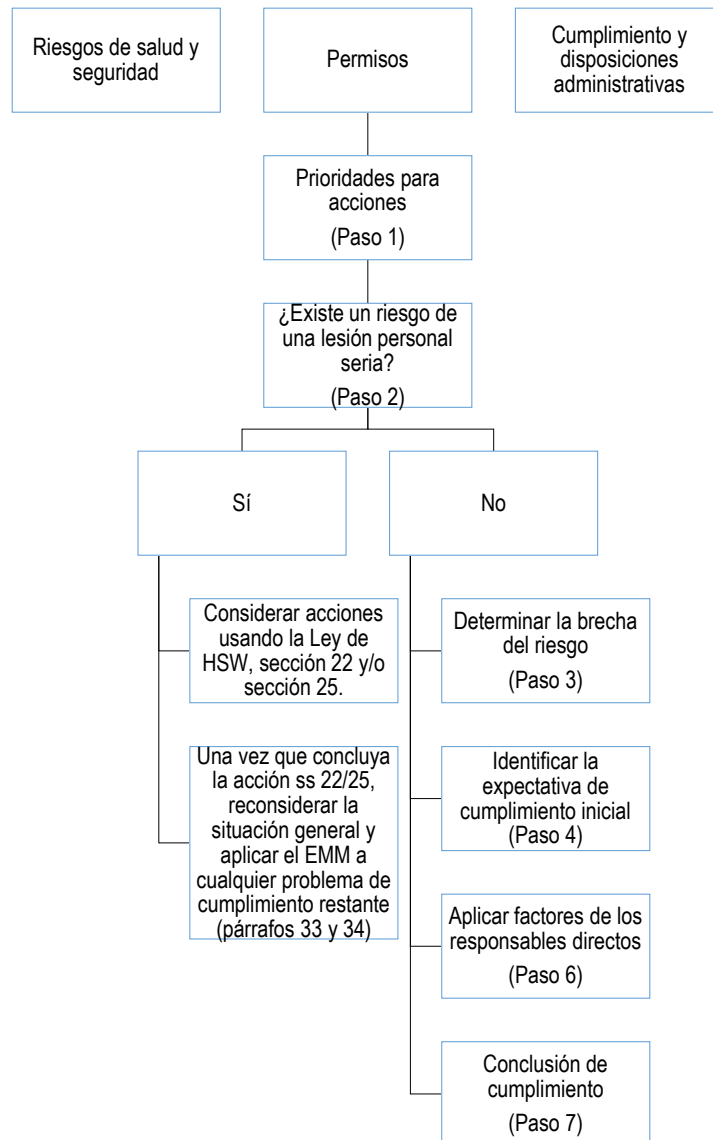 Riesgos de salud y
seguridad
Permisos
Cumplimiento y
disposiciones
administrativas
Prioridades para
acciones
(Paso 1)
¿Existe un riesgo de
una lesión personal
seria?
(Paso 2)
Sí
No
Considerar acciones
usando la Ley de
HSW, sección 22 y/o
sección 25.
Una vez que concluya
la acción ss 22/25,
reconsiderar la
situación general y
aplicar el EMM a
cualquier problema de
cumplimiento restante
(párrafos 33 y 34)
Determinar la brecha
del riesgo
(Paso 3)
Identificar la
expectativa de
cumplimiento inicial
(Paso 4)
Aplicar factores de los
responsables directos
(Paso 6)
Conclusión de
cumplimiento
(Paso 7)